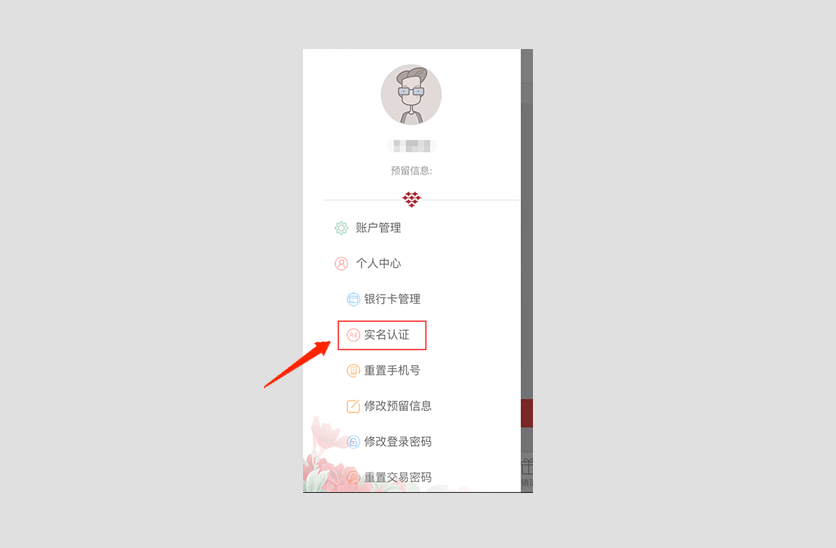 预留信息:
账户管理
个人中心
银行卡管理
实名认证
重置手机号
修改预留信息
修改登录密码
重置交易密码